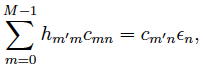 \sum_{m=0}^{M-1} h_{m'm} c_{mn} = c_{m'n} \epsilon_n,